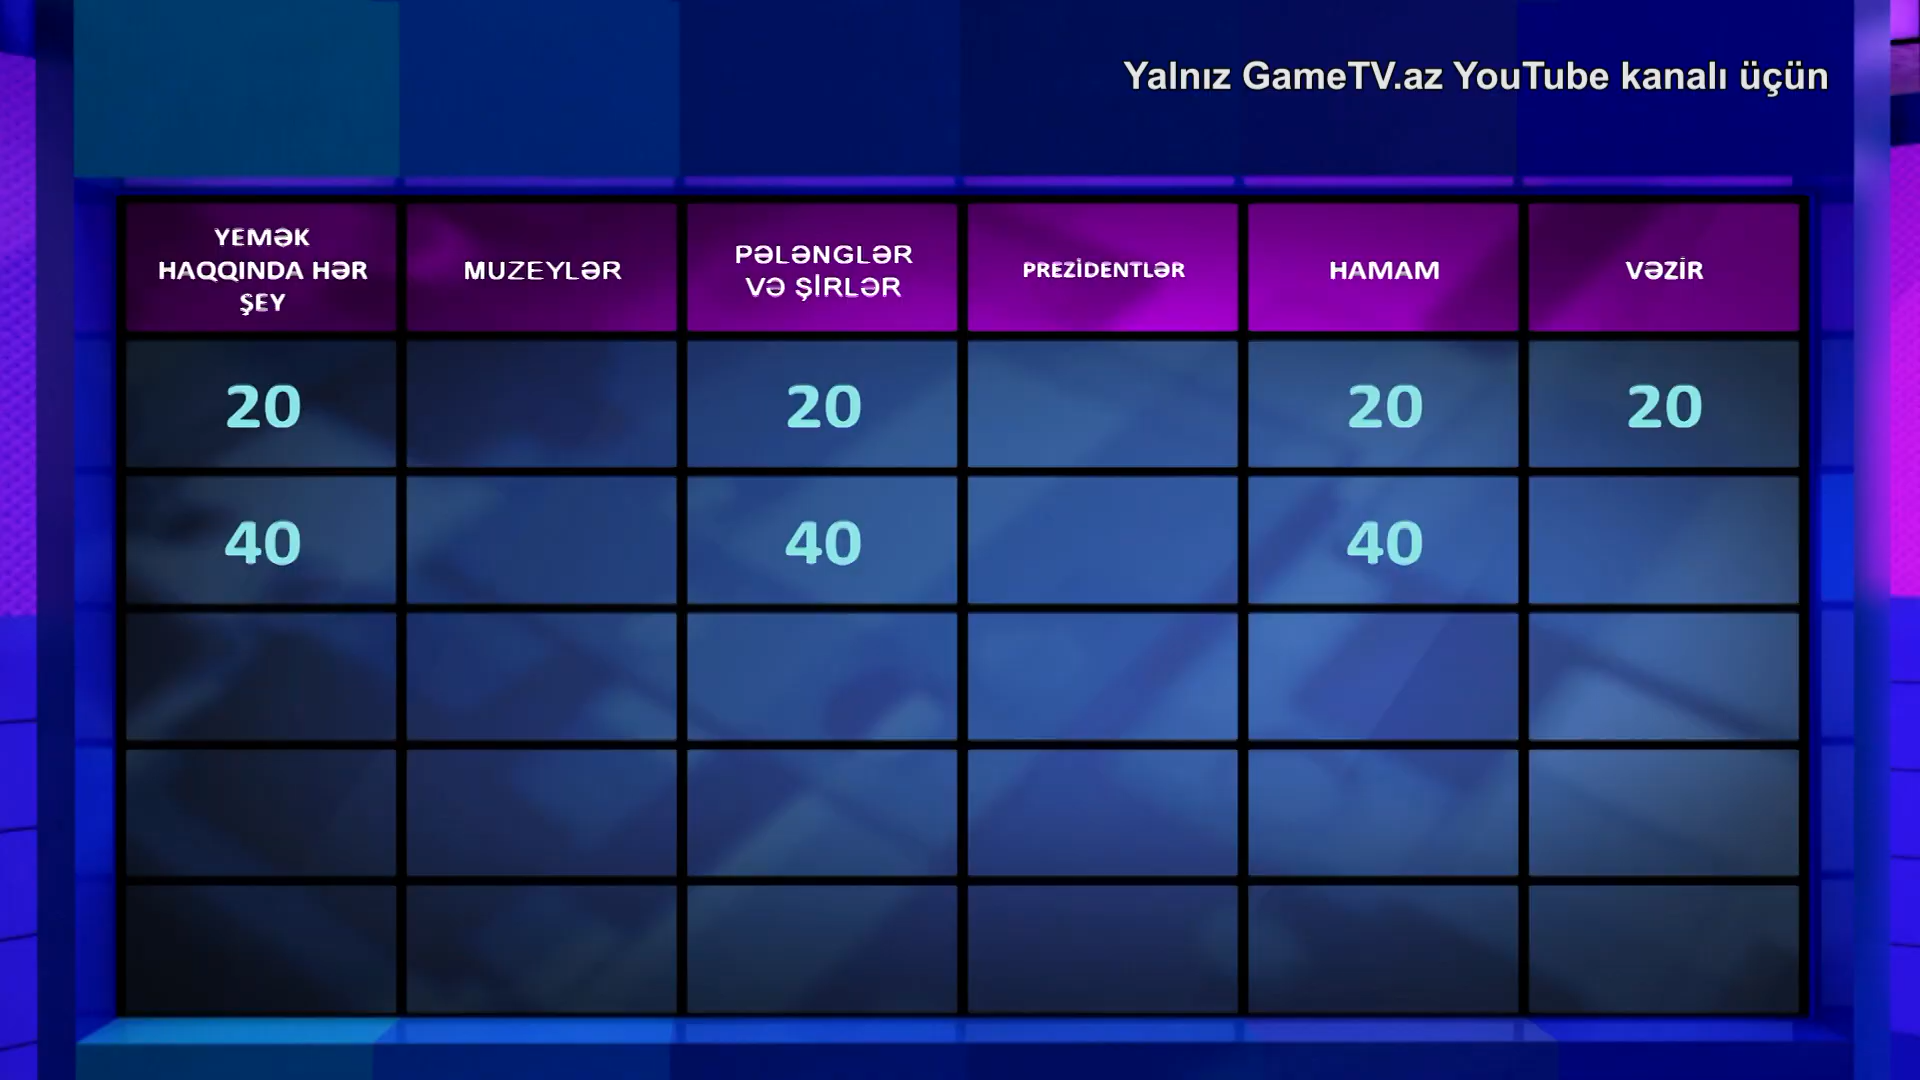 Yalnız GameTV.az YouTube kanalı üçün
YEMƏK
HAQQINDA HƏR
ŞEY
MUZEYLƏR
PƏLƏNGLƏR
VƏ ŞİRLƏR
PREZİDENTLƏR
HAMAM
VƏZİR
20 20 20 20
40 40 40